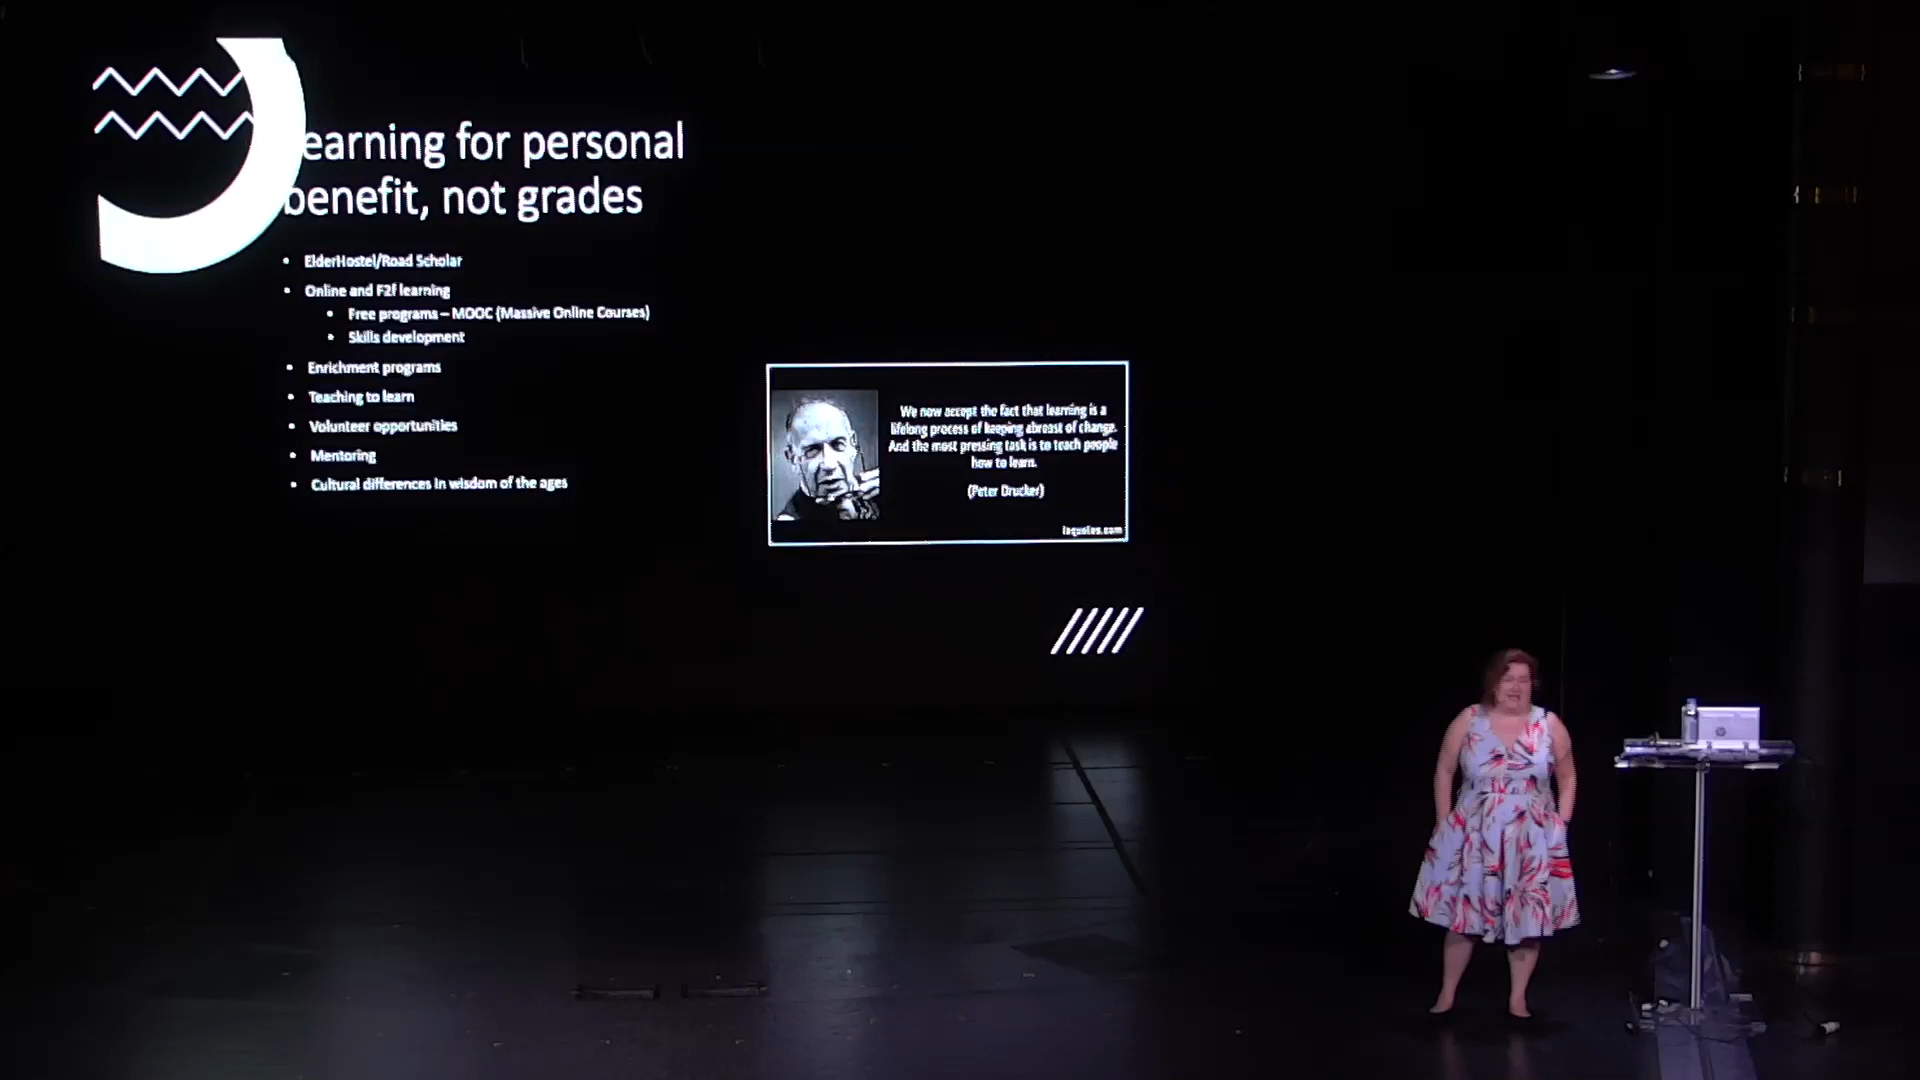 earning for personal
benefit, not grades
• ElderHostel/Road Scholar
• Online and F2f learning
• Free programs – MOOC (Massive Online Courses)
• Skills development
• Enrichment programs
• Teaching to learn
• Volunteer opportunities
• Mentoring
• Cultural differences in wisdom of the ages
We now accept the fact that learning is a
lifelong process of keeping abreast of change.
And the most pressing task is to teach people
how to learn.
(Peter Drucker)
izquotes.com